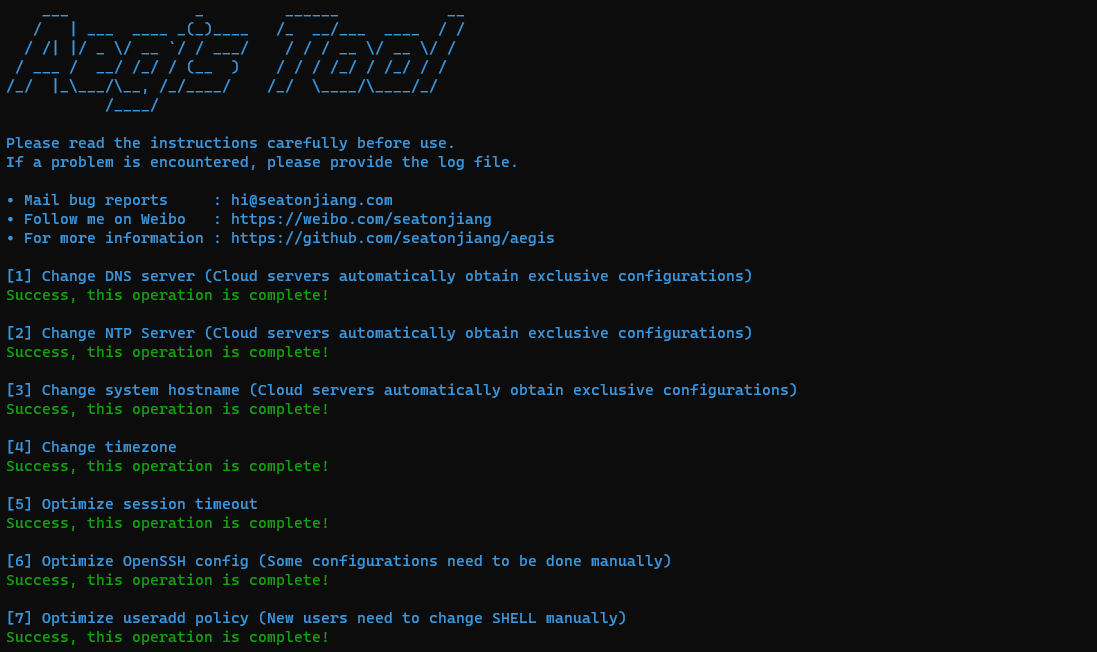 Aegis Tool
Please read the instructions carefully before use.
If a problem is encountered, please provide the log file.
• Mail bug reports     : hi@seatonjiang.com
• Follow me on Weibo   : https://weibo.com/seatonjiang
• For more information : https://github.com/seatonjiang/aegis
[1] Change DNS server (Cloud servers automatically obtain exclusive configurations)
Success, this operation is complete!
[2] Change NTP Server (Cloud servers automatically obtain exclusive configurations)
Success, this operation is complete!
[3] Change system hostname (Cloud servers automatically obtain exclusive configurations)
Success, this operation is complete!
[4] Change timezone
Success, this operation is complete!
[5] Optimize session timeout
Success, this operation is complete!
[6] Optimize OpenSSH config (Some configurations need to be done manually)
Success, this operation is complete!
[7] Optimize useradd policy (New users need to change SHELL manually)
Success, this operation is complete!